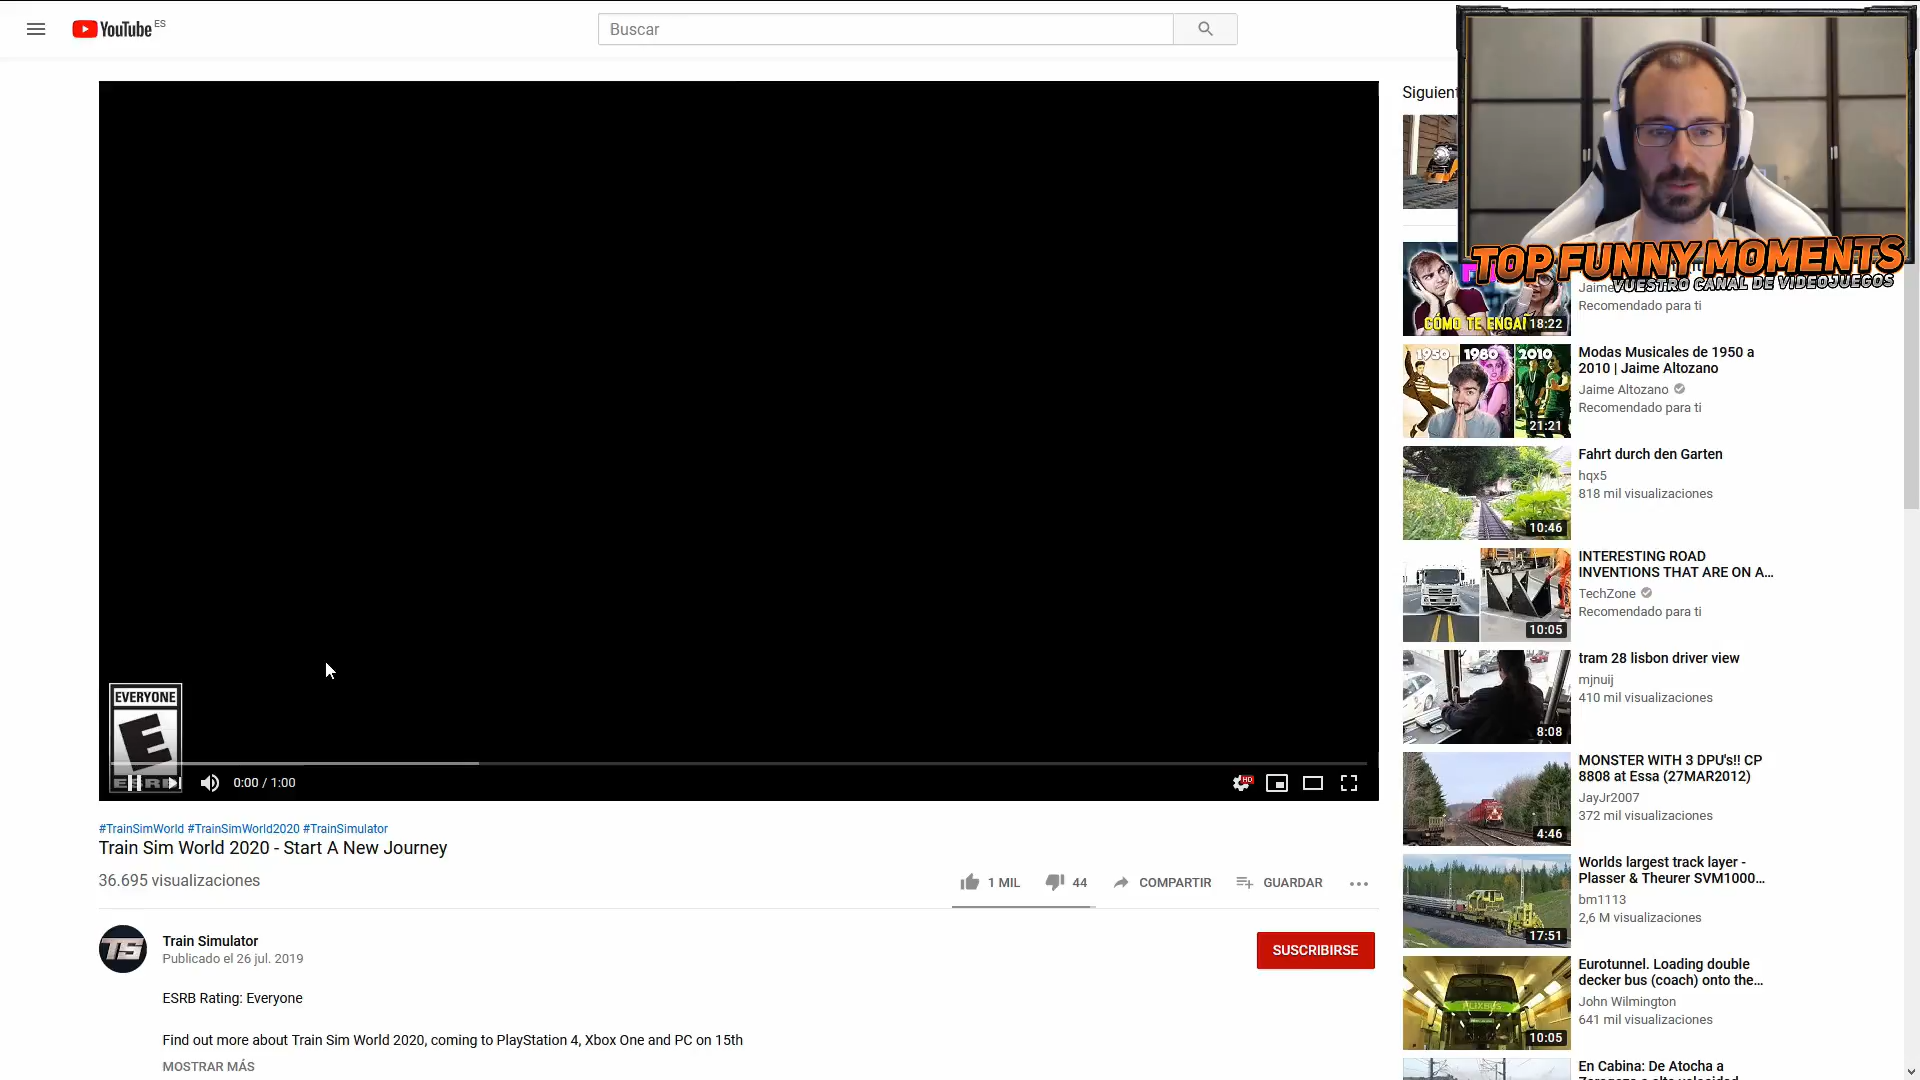 YouTube ES
Buscar
EVERYONE
E
ESRB
0:00 / 1:00
HD
#TrainSimWorld #TrainSimWorld2020 #TrainSimulator
Train Sim World 2020 - Start A New Journey
36.695 visualizaciones
1 MIL
44
COMPARTIR
GUARDAR
TS
Train Simulator
Publicado el 26 jul. 2019
SUSCRIBIRSE
ESRB Rating: Everyone
Find out more about Train Sim World 2020, coming to PlayStation 4, Xbox One and PC on 15th
MOSTRAR MÁS
TOP FUNNY MOMENTS
VUESTRO CANAL DE VIDEOJUEGOS
CÓMO TE
18:22
Jaime
Recomendado para ti
1950 1980 2010
21:21
Modas Musicales de 1950 a
2010 | Jaime Altozano
Jaime Altozano
Recomendado para ti
10:46
Fahrt durch den Garten
hqx5
818 mil visualizaciones
10:05
INTERESTING ROAD
INVENTIONS THAT ARE ON A...
TechZone
Recomendado para ti
8:08
tram 28 lisbon driver view
mjnuij
410 mil visualizaciones
4:46
MONSTER WITH 3 DPU's!! CP
8808 at Essa (27MAR2012)
JayJr2007
372 mil visualizaciones
17:51
Worlds largest track layer -
Plasser & Theurer SVM1000...
bm1113
2,6 M visualizaciones
FLIXBUS
10:05
Eurotunnel. Loading double
decker bus (coach) onto the...
John Wilmington
641 mil visualizaciones
En Cabina: De Atocha a